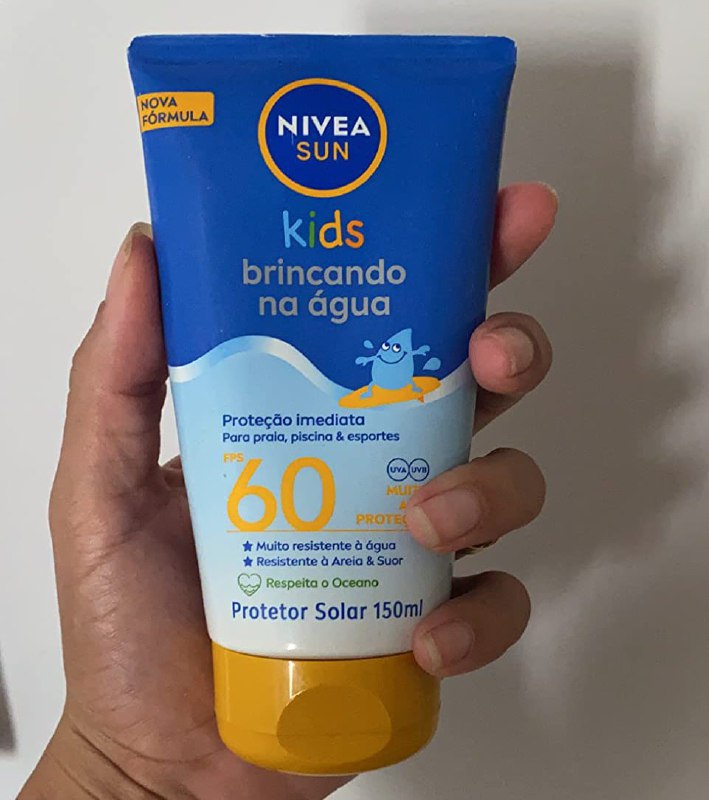 NOVA
FÓRMULA
NIVEA
SUN
kids
brincando
na água
Proteção imediata
Para praia, piscina & esportes
FPS
60
UVA UVB
Muito resistente à água
Resistente à Areia & Suor
Respeita o Oceano
Protetor Solar 150ml